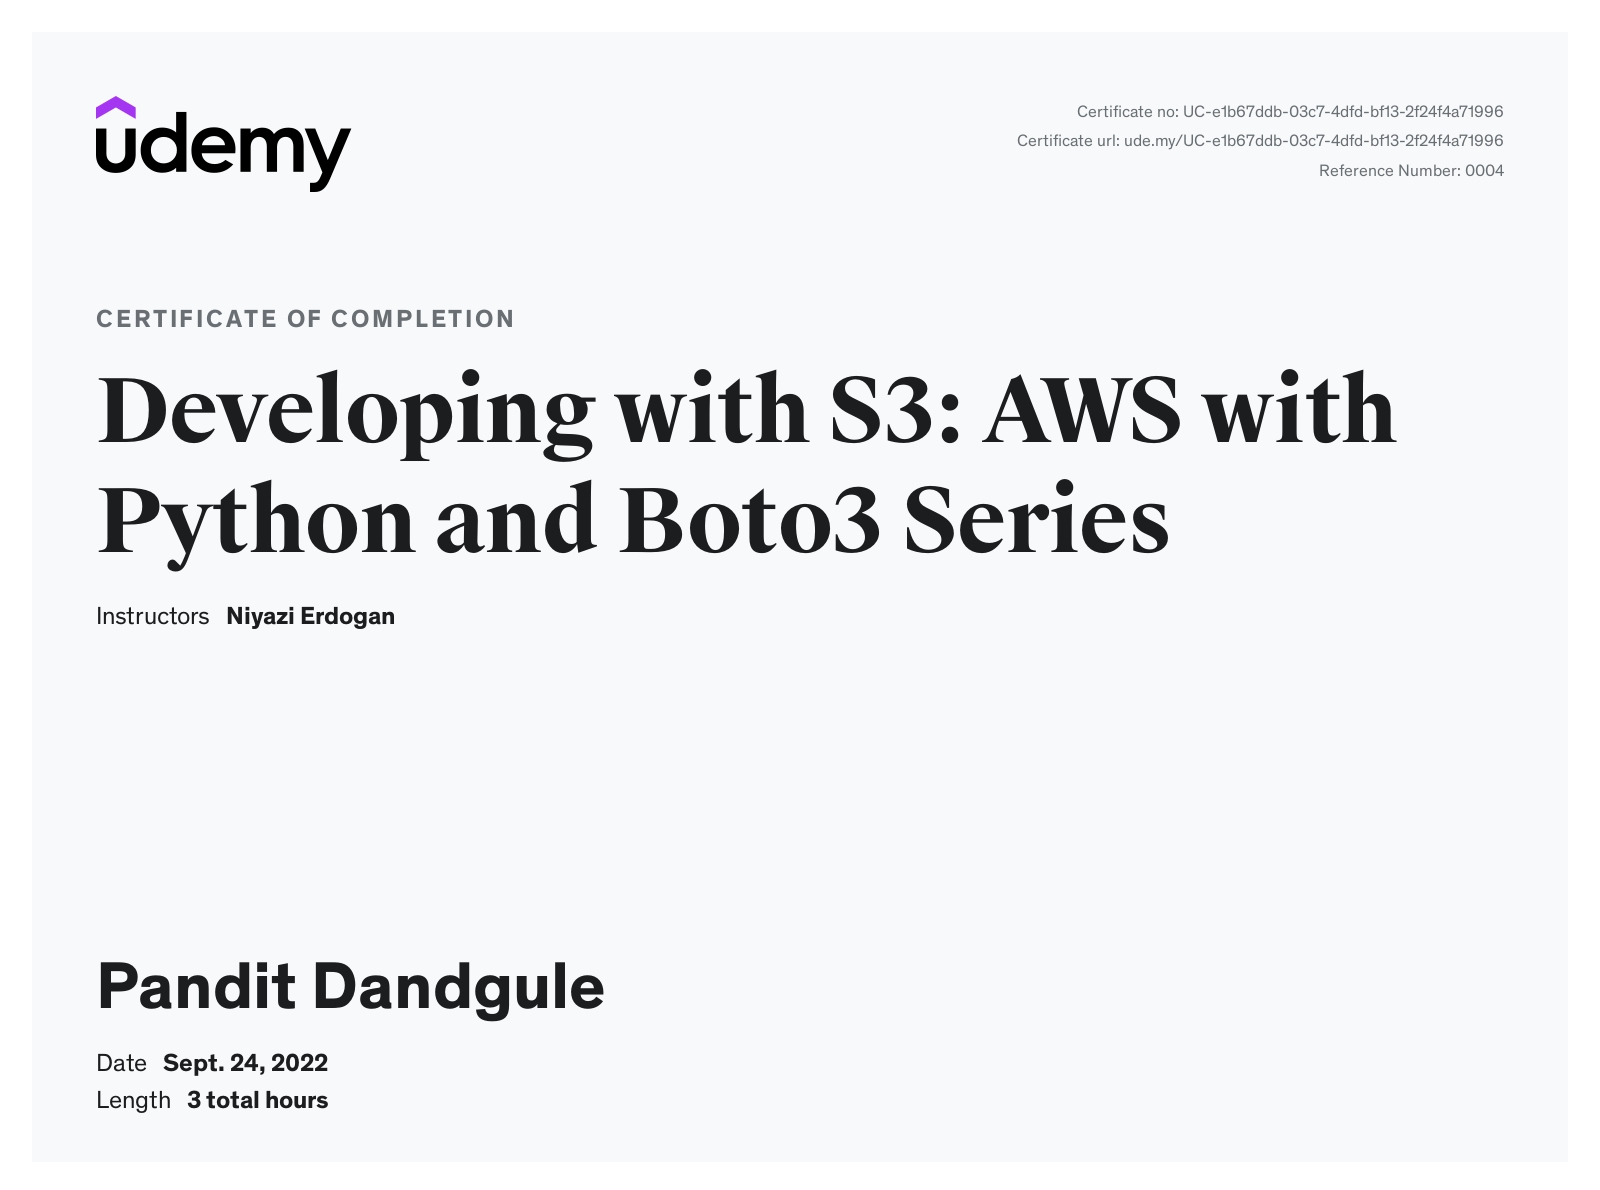 udemy
Certificate no: UC-e1b67ddb-03c7-4dfd-bf13-2f24f4a71996
Certificate url: ude.my/UC-e1b67ddb-03c7-4dfd-bf13-2f24f4a71996
Reference Number: 0004
CERTIFICATE OF COMPLETION
Developing with S3: AWS with
Python and Boto3 Series
Instructors Niyazi Erdogan
Pandit Dandgule
Date Sept. 24, 2022
Length 3 total hours